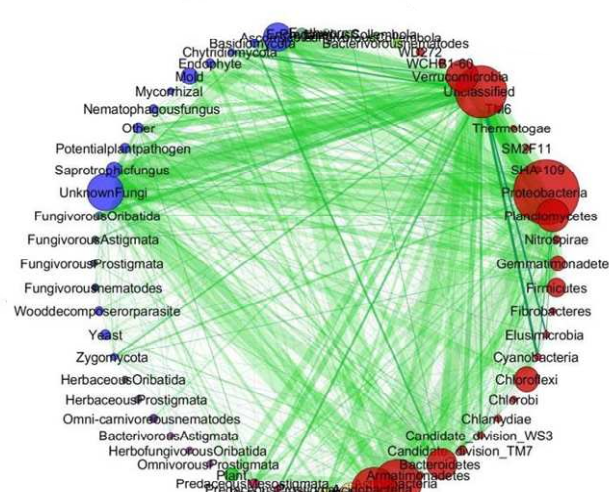 Bacterivorousnematodes
Basidiomycota
WD272
Chytridiomycota
WCHB1-60
Endophyte
Verrucomicrobia
Mold
Unclassified
Mycorrhizal
TM6
Nematophagousfungus
Thermotogae
Other
SM2F11
Potentialplantpathogen
SHA-109
Saprotrophicfungus
Proteobacteria
UnknownFungi
Planctomycetes
FungivorousOribatida
Nitrospirae
FungivorousAstigmata
Gemmatimonadete
FungivorousProstigmata
Firmicutes
Fungivorousnematodes
Fibrobacteres
Wooddecomposerorparasite
Elusimicrobia
Yeast
Cyanobacteria
Zygomycota
Chloroflexi
HerbaceousOribatida
Chlorobi
HerbaceousProstigmata
Chlamydiae
Omni-carnivoreousnematodes
Candidate_division_WS3
BacterivorousAstigmata
Candidate_division_TM7
HerbofungivorousOribatida
Bacteroidetes
OmnivorousProstigmata
Armatimonadetes
Plant
PredaceousMesostigmata
Acidobacteria